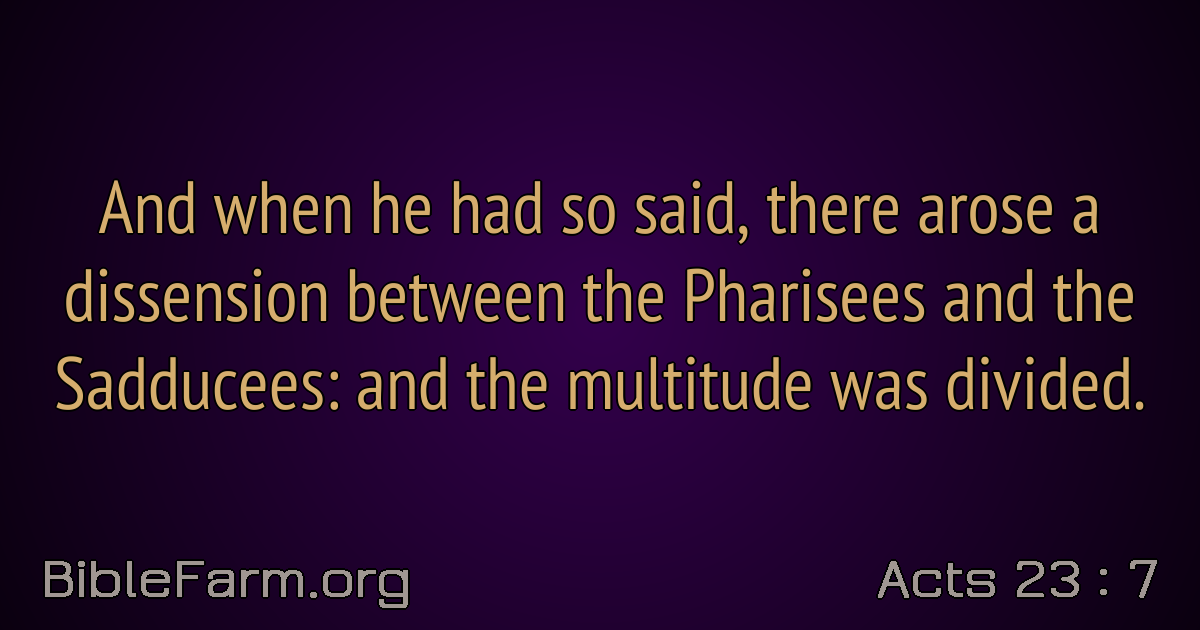 And when he had so said, there arose a
dissension between the Pharisees and the
Sadducees: and the multitude was divided.
BibleFarm.org
Acts 23 : 7